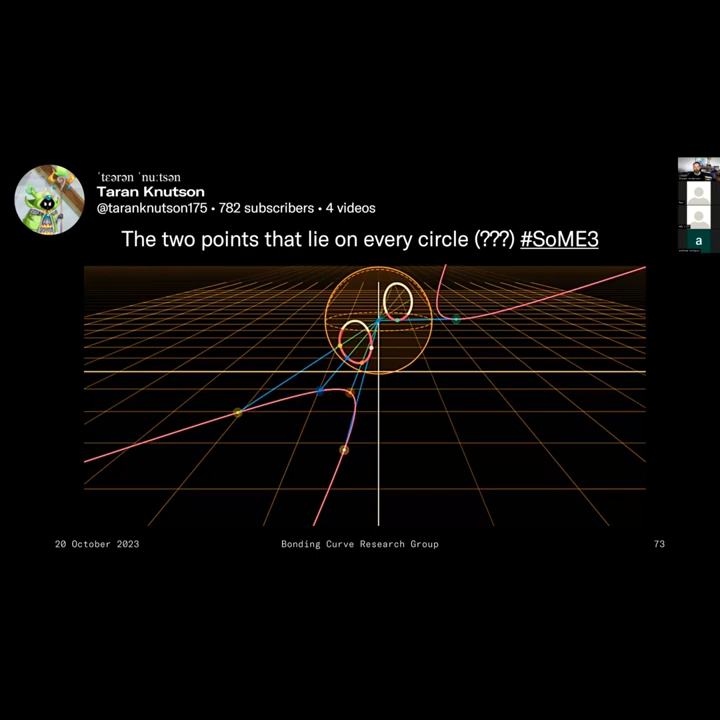 ˈtɛərən ˈnuːtsən
Taran Knutson
@taranknutson175 • 782 subscribers • 4 videos
The two points that lie on every circle (???) #SoME3
a
20 October 2023
Bonding Curve Research Group
73